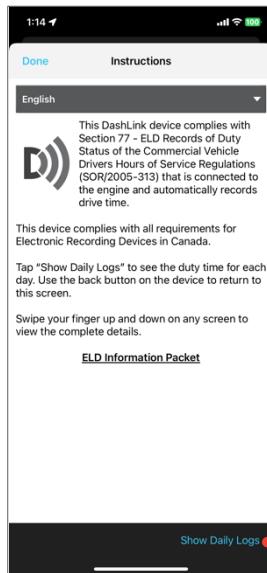 1:14
100
Done
Instructions
English
This DashLink device complies with
Section 77 - ELD Records of Duty
Status of the Commercial Vehicle
Drivers Hours of Service Regulations
(SOR/2005-313) that is connected to
the engine and automatically records
drive time.
This device complies with all requirements for
Electronic Recording Devices in Canada.
Tap "Show Daily Logs" to see the duty time for each
day. Use the back button on the device to return to
this screen.
Swipe your finger up and down on any screen to
view the complete details.
ELD Information Packet
Show Daily Logs